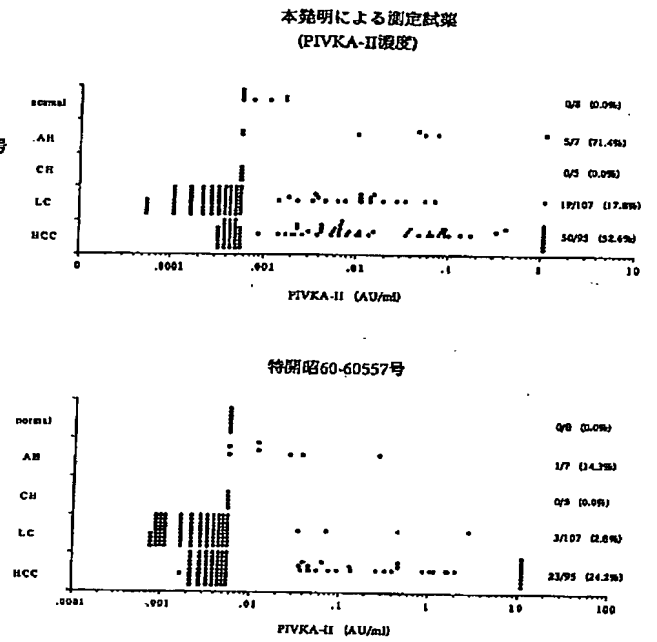 本発明による測定試薬
(PIVKA-II濃度)
号
normal 0/8 (0.0%)
AH 5/7 (71.4%)
CH 0/5 (0.0%)
LC 19/107 (17.8%)
HCC 50/95 (52.6%)
0 .0001 .001 .01 .1 1 10
PIVKA-II (AU/ml)
特開昭60-60557号
normal 0/8 (0.0%)
AH 1/7 (14.3%)
CH 0/5 (0.0%)
LC 3/107 (2.8%)
HCC 23/95 (24.2%)
.0001 .001 .01 .1 1 10 100
PIVKA-II (AU/ml)